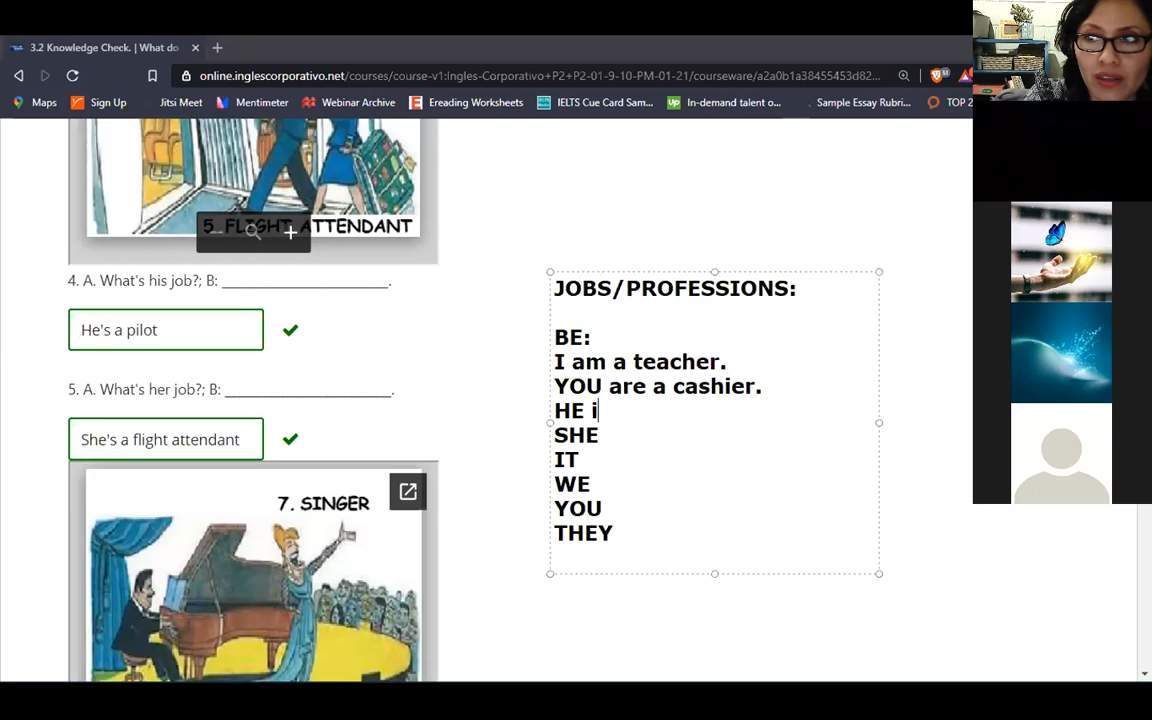 3.2 Knowledge Check. | What do
online.inglescorporativo.net/courses/course-v1:Ingles-Corporativo+P2+P2-01-9-10-PM-01-21/courseware/a2a0b1a38455453d82...
Maps
Sign Up
Jitsi Meet
Mentimeter
Webinar Archive
Ereading Worksheets
IELTS Cue Card Sam...
In-demand talent o...
Sample Essay Rubri...
TOP 2
5. FLIGHT ATTENDANT
4. A. What's his job?; B: ______________________.
He's a pilot
5. A. What's her job?; B: ______________________.
She's a flight attendant
7. SINGER
JOBS/PROFESSIONS:
BE:
I am a teacher.
YOU are a cashier.
HE i
SHE
IT
WE
YOU
THEY